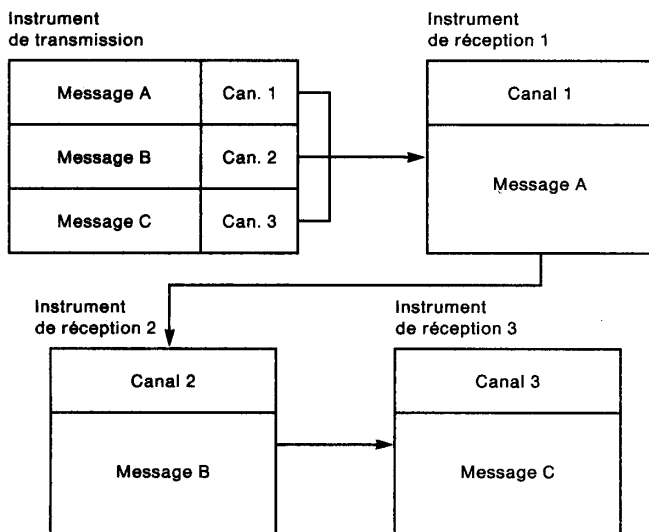 Instrument
de transmission
Message A
Can. 1
Message B
Can. 2
Message C
Can. 3
Instrument
de réception 1
Canal 1
Message A
Instrument
de réception 2
Canal 2
Message B
Instrument
de réception 3
Canal 3
Message C